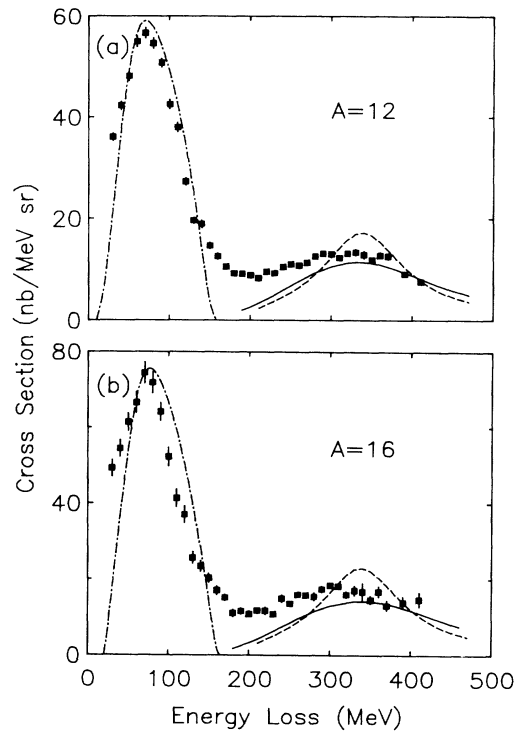 60
(a)
A=12
40
20
0
80
(b)
A=16
40
0
0 100 200 300 400 500
Energy Loss (MeV)
Cross Section (nb/MeV sr)